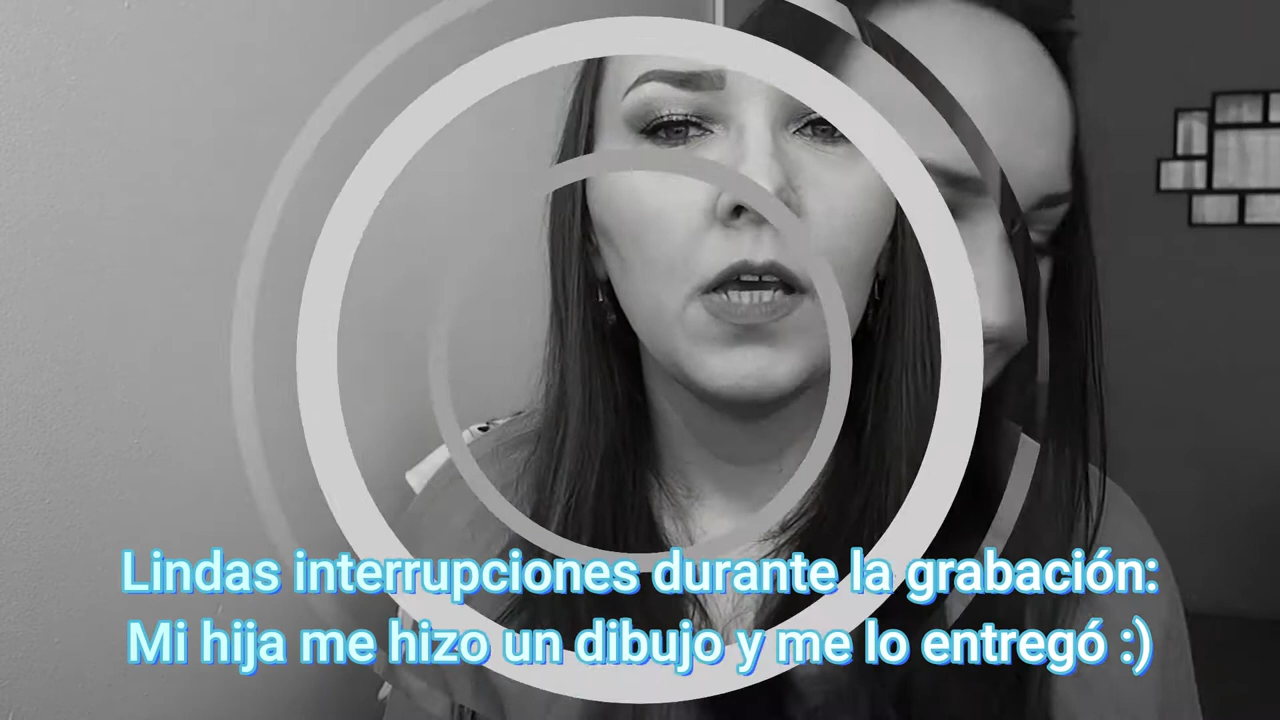 Lindas interrupciones durante la grabación:
Mi hija me hizo un dibujo y me lo entregó :)